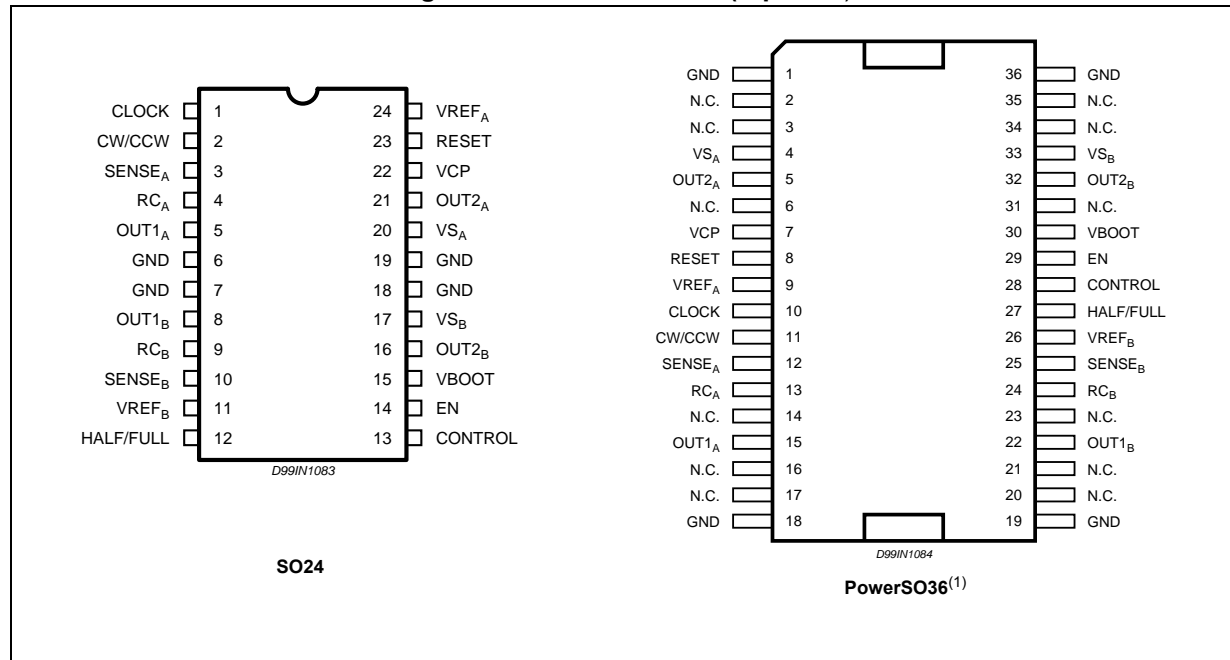 CLOCK 1 24 VREFA
CW/CCW 2 23 RESET
SENSEA 3 22 VCP
RCA 4 21 OUT2A
OUT1A 5 20 VSA
GND 6 19 GND
GND 7 18 GND
OUT1B 8 17 VSB
RCB 9 16 OUT2B
SENSEB 10 15 VBOOT
VREFB 11 14 EN
HALF/FULL 12 13 CONTROL
D99IN1083
SO24
GND 1 36 GND
N.C. 2 35 N.C.
N.C. 3 34 N.C.
VSA 4 33 VSB
OUT2A 5 32 OUT2B
N.C. 6 31 N.C.
VCP 7 30 VBOOT
RESET 8 29 EN
VREFA 9 28 CONTROL
CLOCK 10 27 HALF/FULL
CW/CCW 11 26 VREFB
SENSEA 12 25 SENSEB
RCA 13 24 RCB
N.C. 14 23 N.C.
OUT1A 15 22 OUT1B
N.C. 16 21 N.C.
N.C. 17 20 N.C.
GND 18 19 GND
D99IN1084
PowerSO36(1)